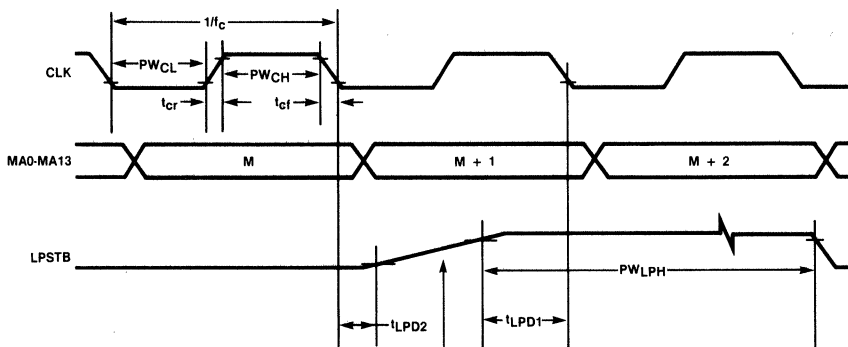 1/fc
CLK
PWCL
PWCH
tcr
tcf
MA0-MA13
M
M + 1
M + 2
LPSTB
PWLPH
tLPD2
tLPD1